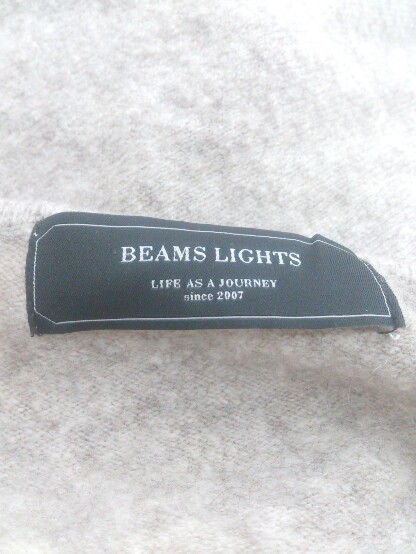 BEAMS LIGHTS
LIFE AS A JOURNEY
since 2007